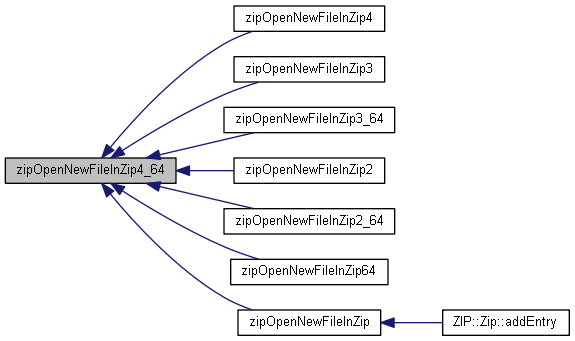 zipOpenNewFileInZip4
zipOpenNewFileInZip3
zipOpenNewFileInZip3_64
zipOpenNewFileInZip4_64
zipOpenNewFileInZip2
zipOpenNewFileInZip2_64
zipOpenNewFileInZip64
zipOpenNewFileInZip
ZIP::Zip::addEntry